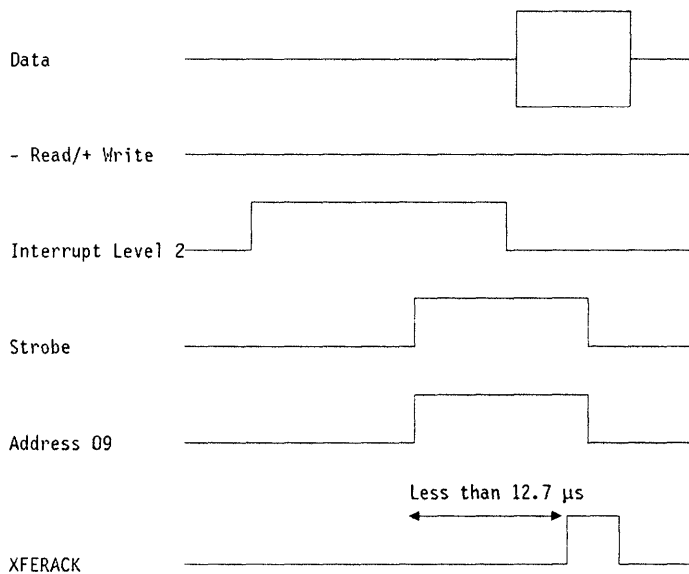 Data
- Read/+ Write
Interrupt Level 2
Strobe
Address 09
Less than 12.7 µs
XFERACK